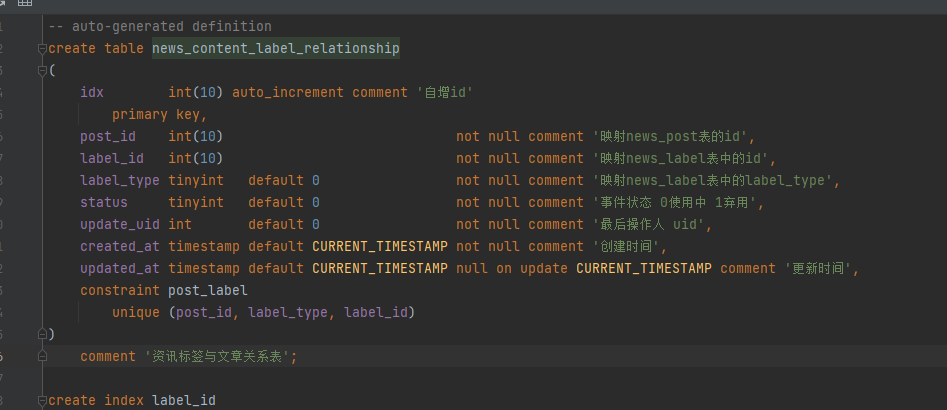 -- auto-generated definition
create table news_content_label_relationship
(
idx int(10) auto_increment comment '自增id'
primary key,
post_id int(10) not null comment '映射news_post表的id',
label_id int(10) not null comment '映射news_label表中的id',
label_type tinyint default 0 not null comment '映射news_label表中的label_type',
status tinyint default 0 not null comment '事件状态 0使用中 1弃用',
update_uid int default 0 not null comment '最后操作人 uid',
created_at timestamp default CURRENT_TIMESTAMP not null comment '创建时间',
updated_at timestamp default CURRENT_TIMESTAMP null on update CURRENT_TIMESTAMP comment '更新时间',
constraint post_label
unique (post_id, label_type, label_id)
)
comment '资讯标签与文章关系表';
create index label_id